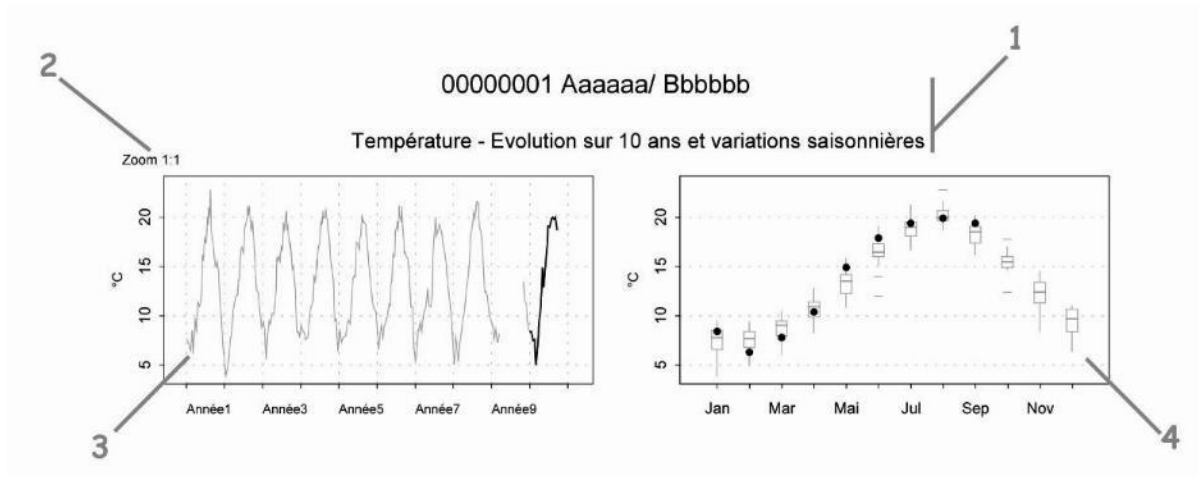 1
2
00000001 Aaaaaa/ Bbbbbb
Température - Evolution sur 10 ans et variations saisonnières
Zoom 1:1
20
15
10
5
°C
Année1 Année3 Année5 Année7 Année9
20
15
10
5
°C
Jan Mar Mai Jul Sep Nov
3
4